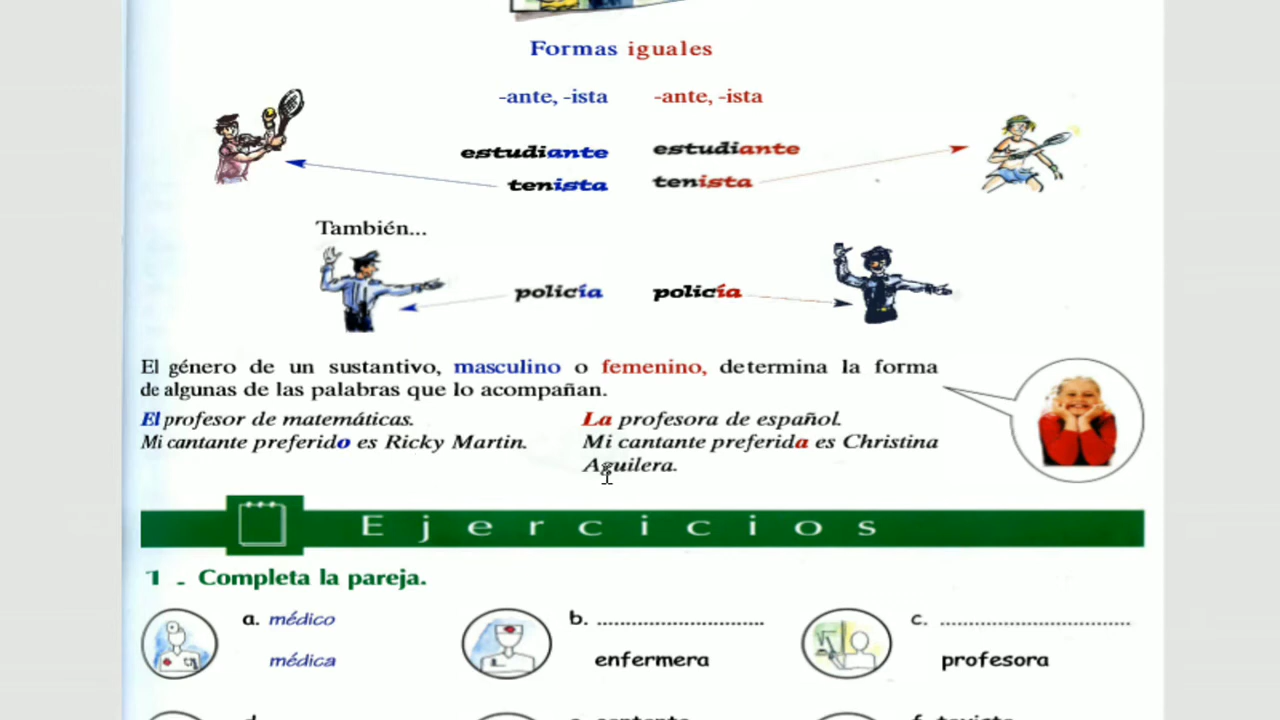 Formas iguales
-ante, -ista -ante, -ista
estudiante estudiante
tenista tenista
También...
policía policía
El género de un sustantivo, masculino o femenino, determina la forma
de algunas de las palabras que lo acompañan.
El profesor de matemáticas. La profesora de español.
Mi cantante preferido es Ricky Martin. Mi cantante preferida es Christina
Aguilera.
Ejercicios
1. Completa la pareja.
a. médico b. ............................. c. .................................
médica enfermera profesora